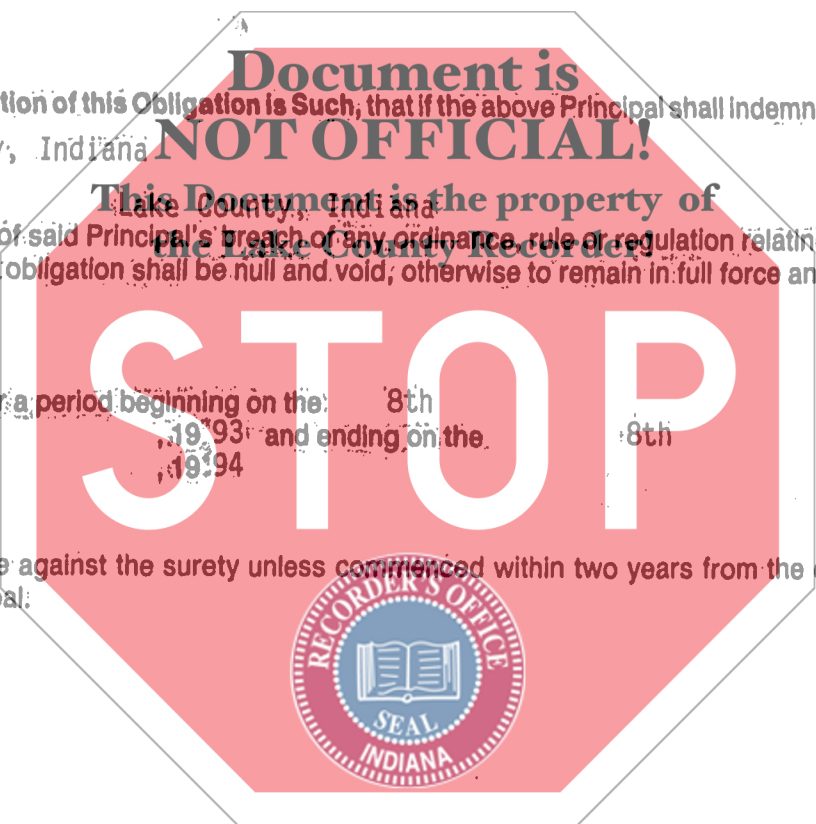 Document is
tion of this Obligation is Such, that if the above Principal shall indemn
, Indiana
NOT OFFICIAL!
This Document is the property of
Lake County, Indiana
of said Principal's breach of any ordinance, rule or regulation relatin
the Lake County Recorder!
obligation shall be null and void, otherwise to remain in full force an
STOP
a period beginning on the 8th
,19 93 and ending on the 8th
,19 94
e against the surety unless commenced within two years from the
al.
RECORDER'S OFFICE
SEAL
INDIANA